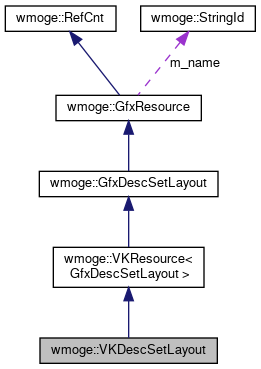 wmoge::RefCnt
wmoge::StringId
m_name
wmoge::GfxResource
wmoge::GfxDescSetLayout
wmoge::VKResource<
GfxDescSetLayout >
wmoge::VKDescSetLayout